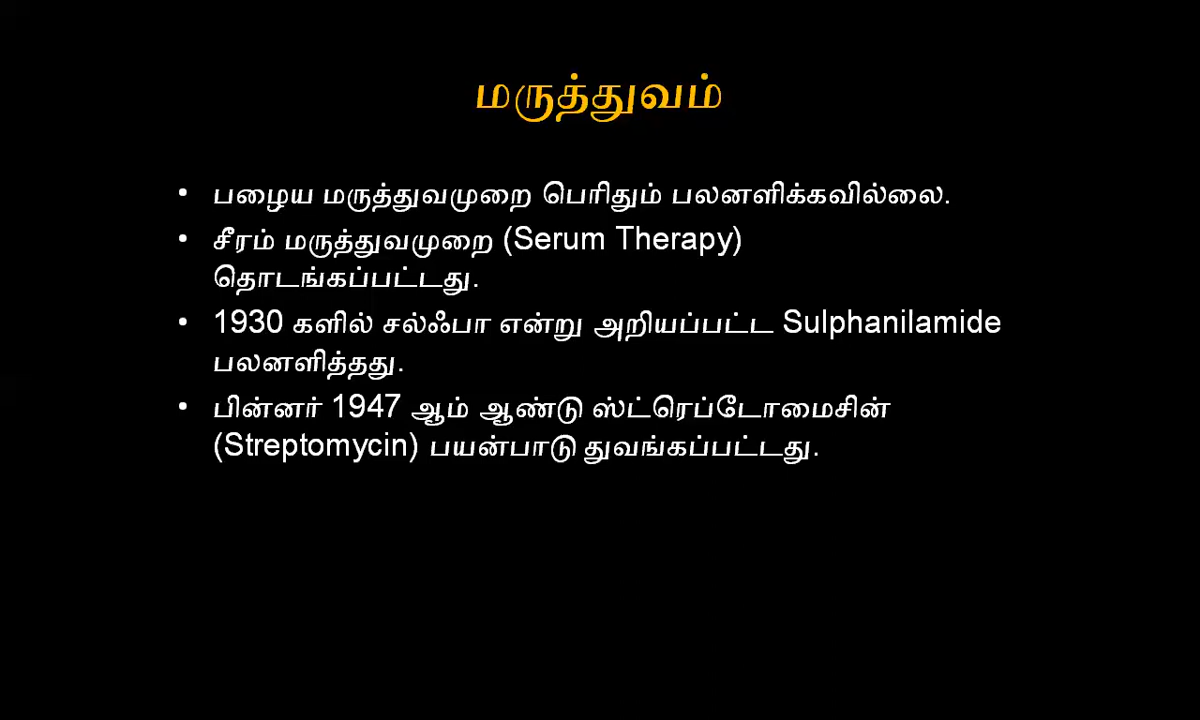 மருத்துவம்
• பழைய மருத்துவமுறை பெரிதும் பலனளிக்கவில்லை.
• சீரம் மருத்துவமுறை (Serum Therapy)
தொடங்கப்பட்டது.
• 1930 களில் சல்ஃபா என்று அறியப்பட்ட Sulphanilamide
பலனளித்தது.
• பின்னர் 1947 ஆம் ஆண்டு ஸ்ட்ரெப்டோமைசின்
(Streptomycin) பயன்பாடு துவங்கப்பட்டது.